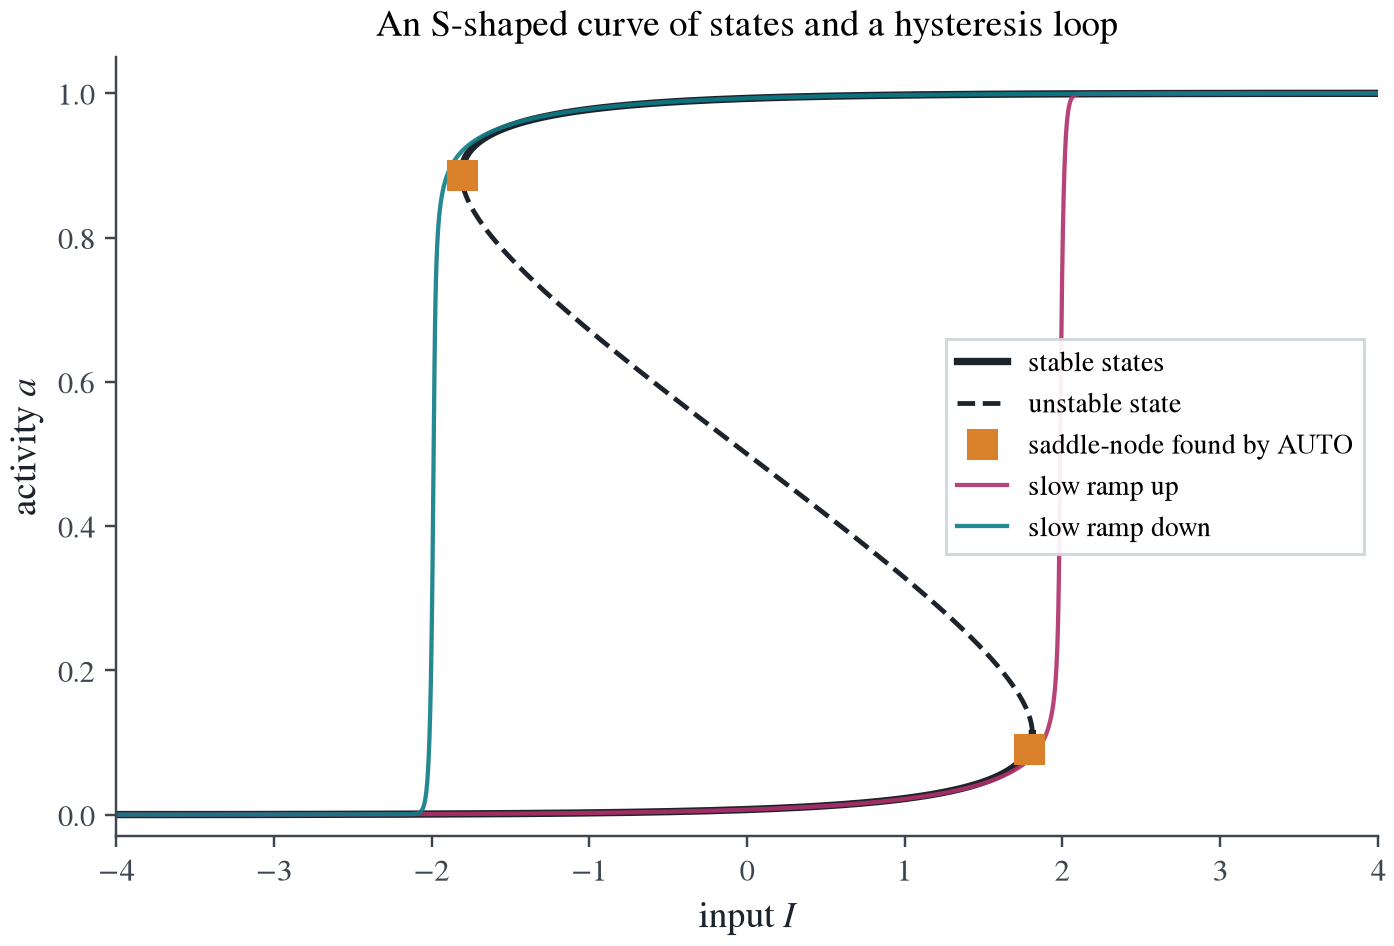 An S-shaped curve of states and a hysteresis loop
1.0
0.8
0.6
0.4
0.2
0.0
activity a
stable states
unstable state
saddle-node found by AUTO
slow ramp up
slow ramp down
−4 −3 −2 −1 0 1 2 3 4
input I